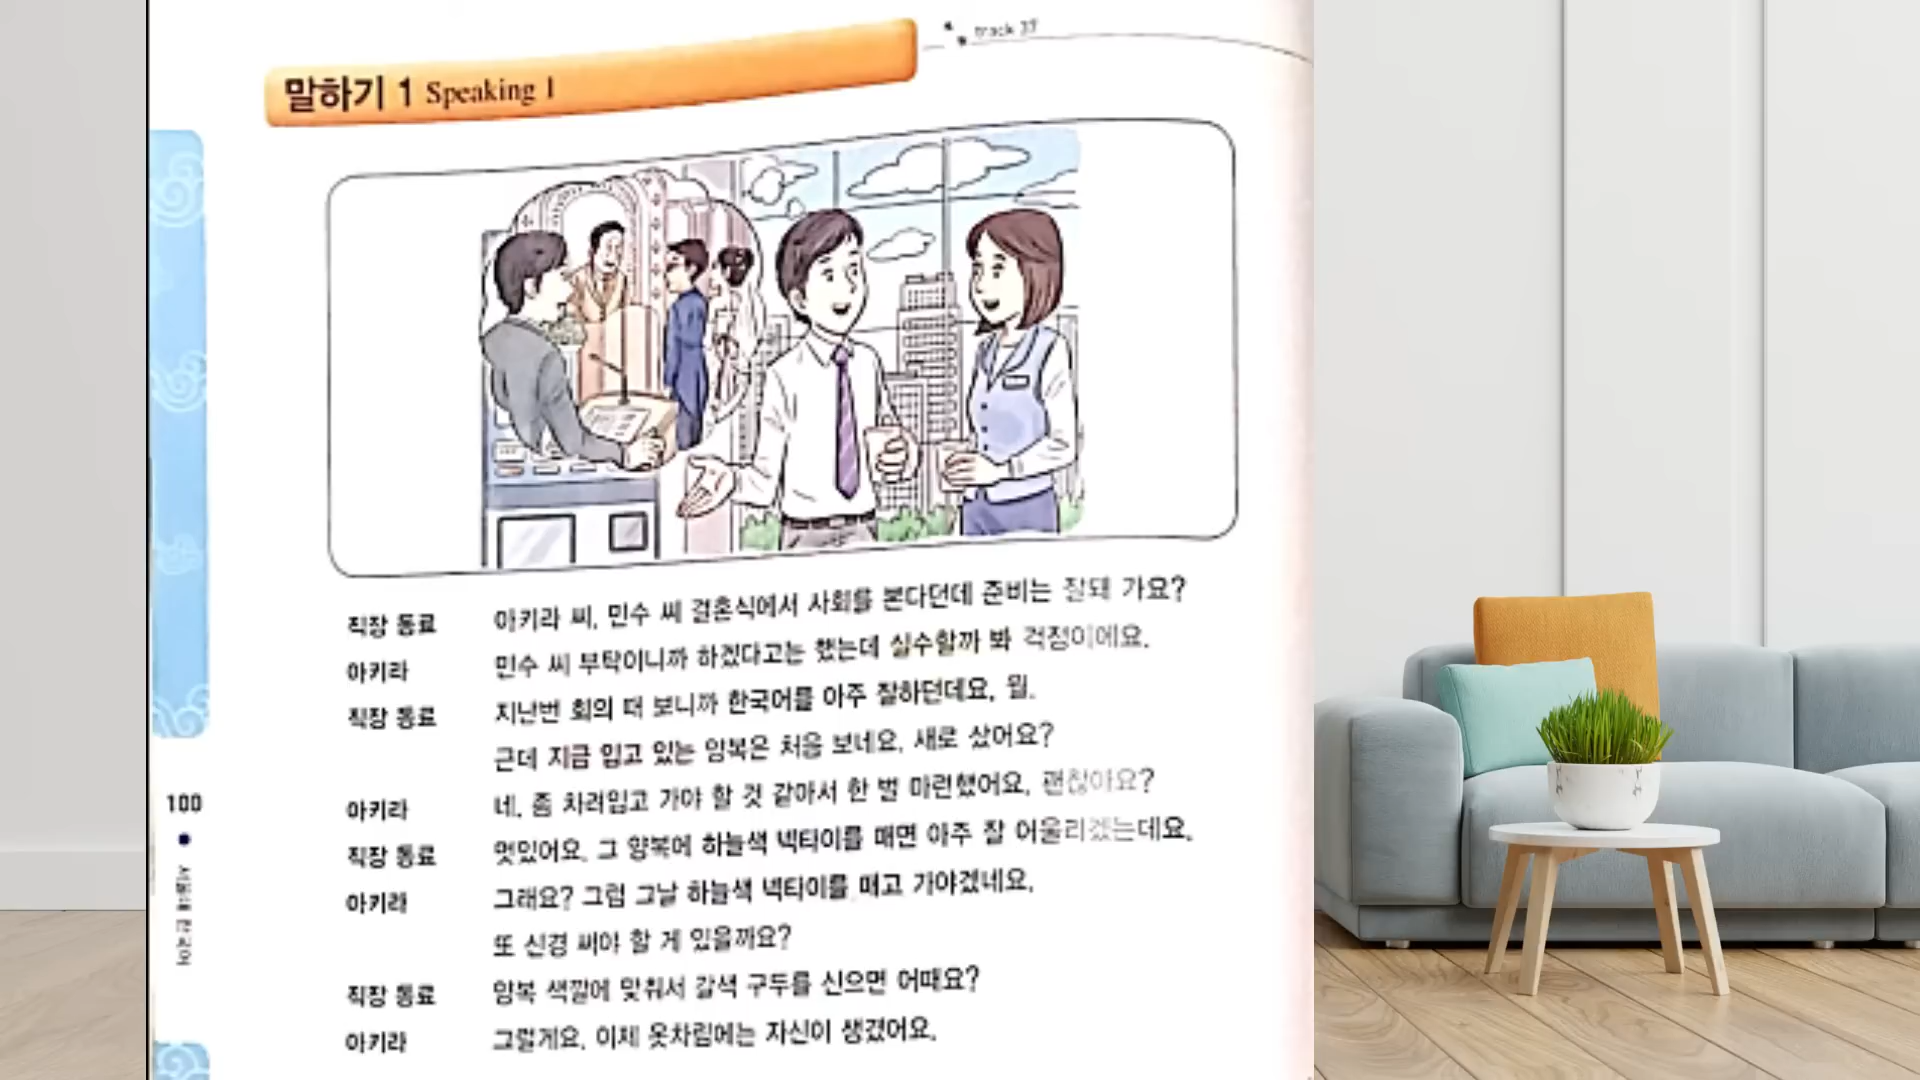 track 37
말하기 1 Speaking 1
직장 동료 아키라 씨, 민수 씨 결혼식에서 사회를 본다던데 준비는 잘돼 가요?
아키라 민수 씨 부탁이니까 하겠다고는 했는데 실수할까 봐 걱정이에요.
직장 동료 지난번 회의 때 보니까 한국어를 아주 잘하던데요, 뭘.
근데 지금 입고 있는 양복은 처음 보네요. 새로 샀어요?
아키라 네, 좀 차려입고 가야 할 것 같아서 한 벌 마련했어요. 괜찮아요?
직장 동료 멋있어요. 그 양복에 하늘색 넥타이를 매면 아주 잘 어울리겠는데요.
아키라 그래요? 그럼 그날 하늘색 넥타이를 매고 가야겠네요.
또 신경 써야 할 게 있을까요?
직장 동료 양복 색깔에 맞춰서 갈색 구두를 신으면 어때요?
아키라 그럴게요. 이제 옷차림에는 자신이 생겼어요.
100
서울대 한국어